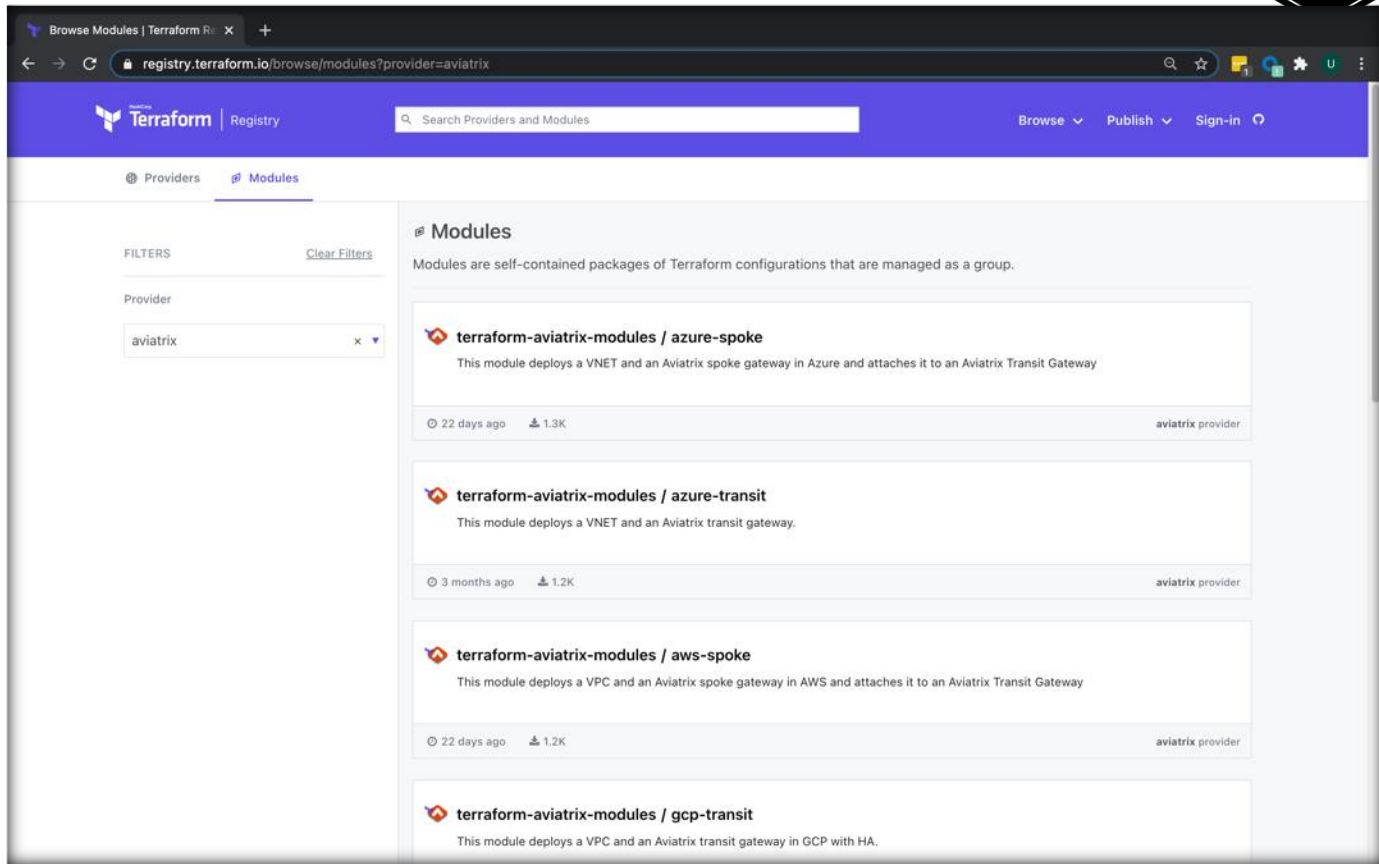 Browse Modules | Terraform Re
registry.terraform.io/browse/modules?provider=aviatrix
U
HashiCorp
Terraform | Registry
Search Providers and Modules
Browse
Publish
Sign-in
Providers
Modules
FILTERS
Clear Filters
Provider
aviatrix
Modules
Modules are self-contained packages of Terraform configurations that are managed as a group.
terraform-aviatrix-modules / azure-spoke
This module deploys a VNET and an Aviatrix spoke gateway in Azure and attaches it to an Aviatrix Transit Gateway
22 days ago 1.3K aviatrix provider
terraform-aviatrix-modules / azure-transit
This module deploys a VNET and an Aviatrix transit gateway.
3 months ago 1.2K aviatrix provider
terraform-aviatrix-modules / aws-spoke
This module deploys a VPC and an Aviatrix spoke gateway in AWS and attaches it to an Aviatrix Transit Gateway
22 days ago 1.2K aviatrix provider
terraform-aviatrix-modules / gcp-transit
This module deploys a VPC and an Aviatrix transit gateway in GCP with HA.